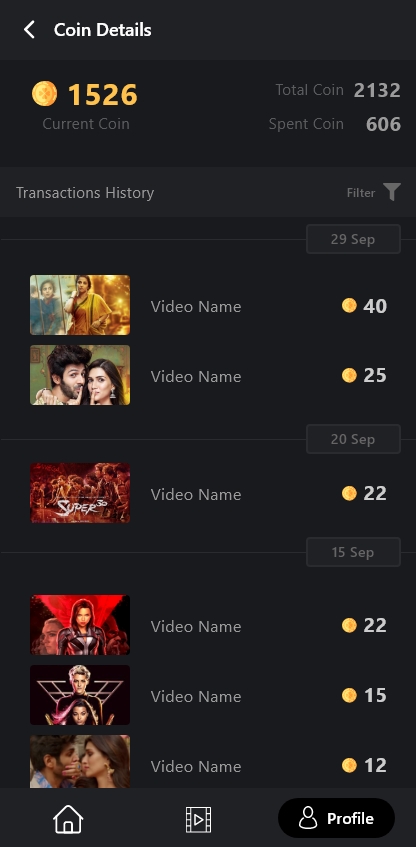 Coin Details
1526
Current Coin
Total Coin 2132
Spent Coin 606
Transactions History
Filter
29 Sep
Video Name 40
Video Name 25
20 Sep
SUPER 30
Video Name 22
15 Sep
Video Name 22
Video Name 15
Video Name 12
Profile